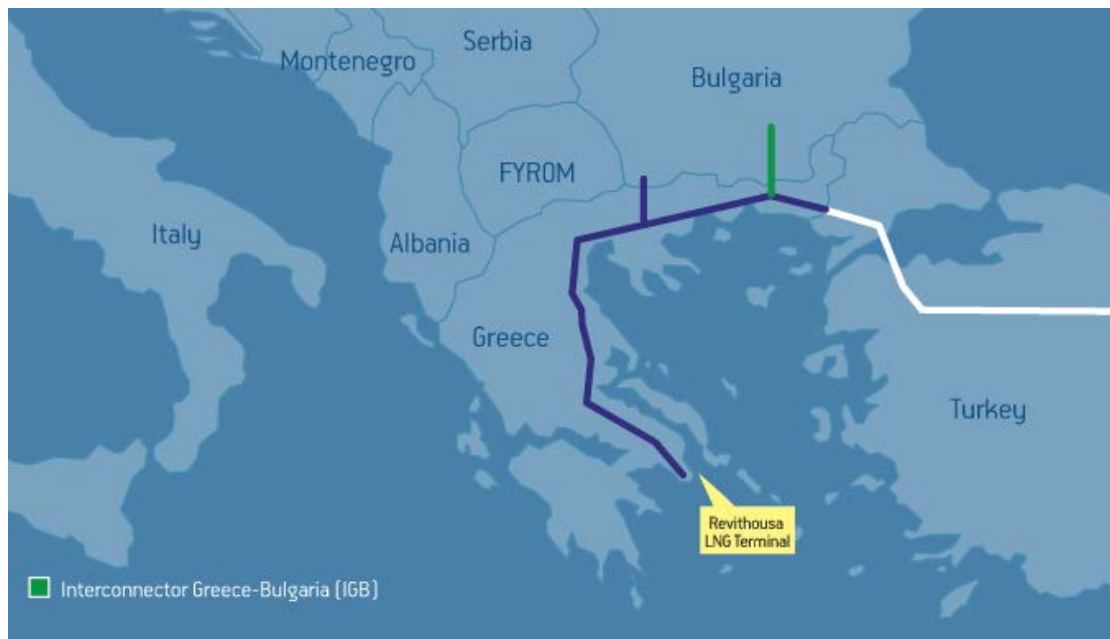 Serbia
Montenegro
Bulgaria
FYROM
Italy
Albania
Greece
Turkey
Revithousa
LNG Terminal
Interconnector Greece-Bulgaria (IGB)